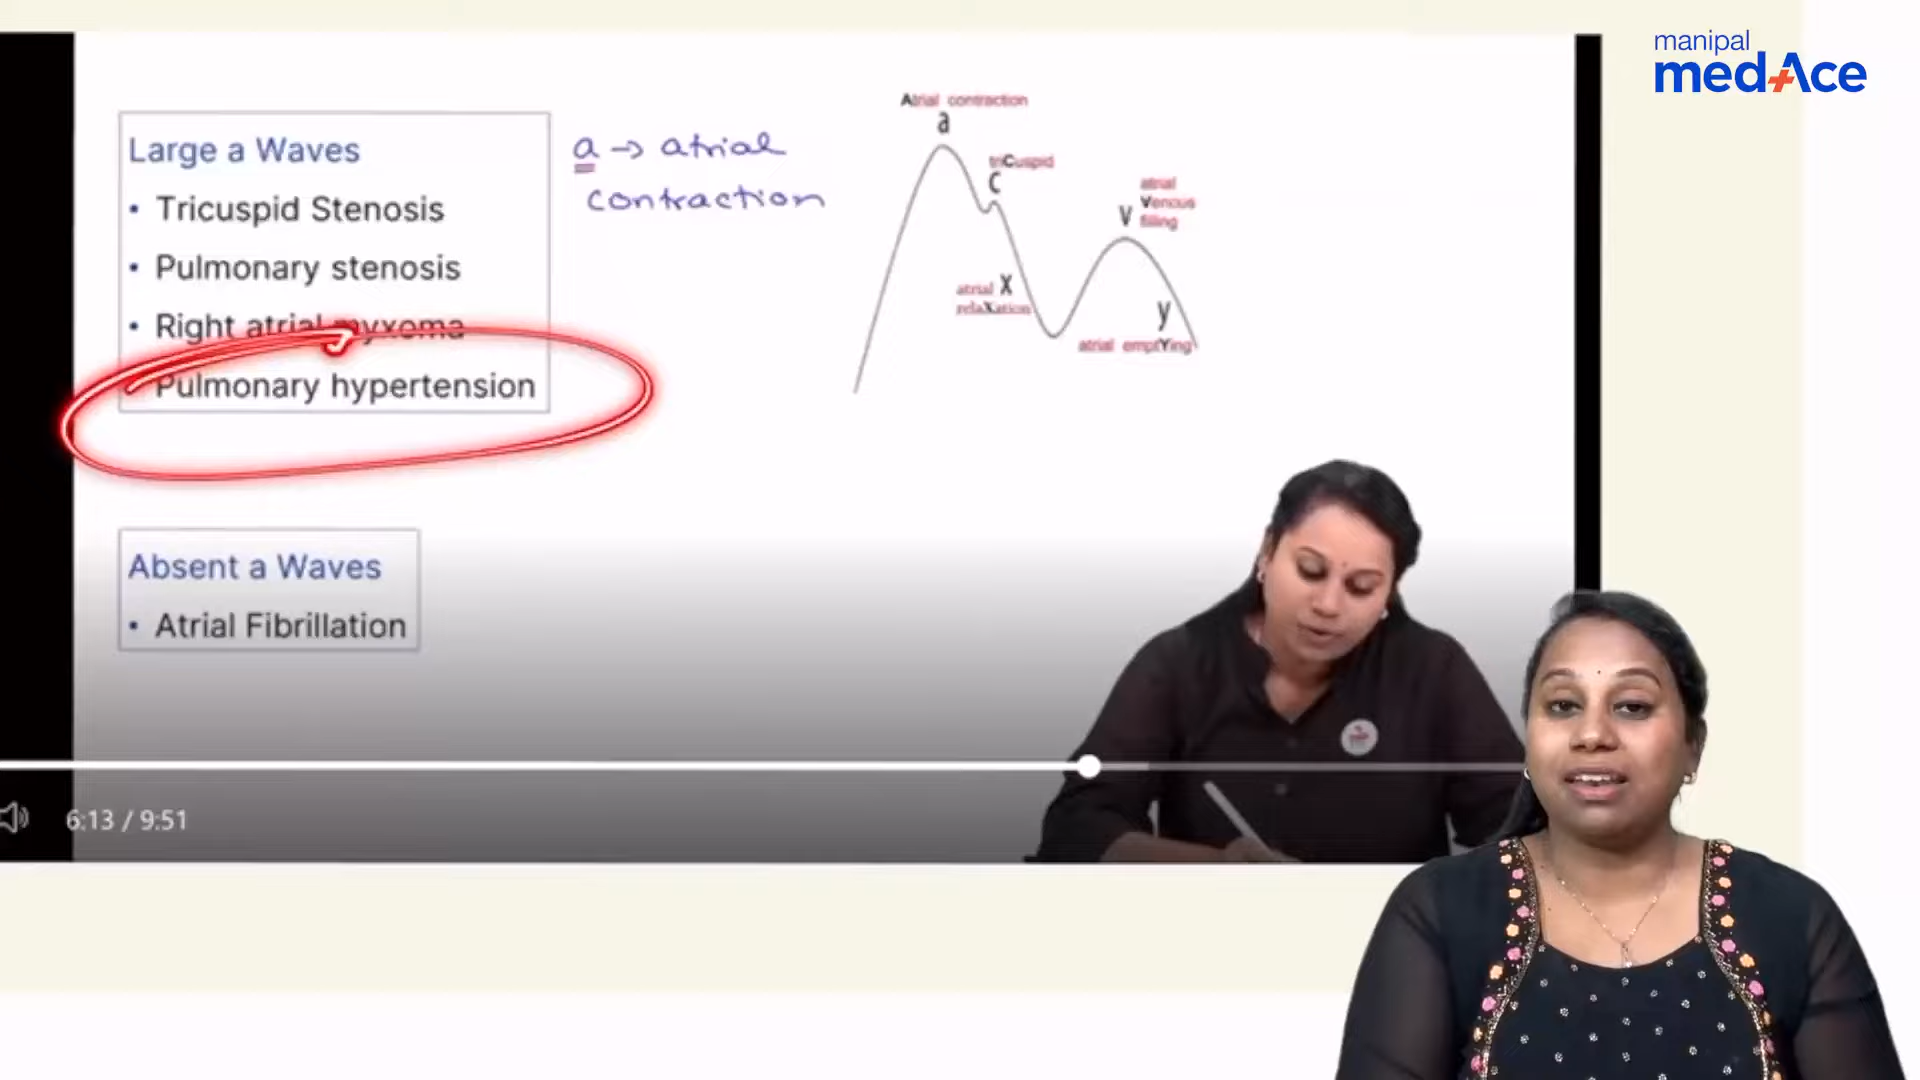 manipal
medAce
Large a Waves
• Tricuspid Stenosis
• Pulmonary stenosis
• Right atrial myxoma
Pulmonary hypertension
a → atrial
contraction
Atrial contraction
a
triCuspid
C
atrial
Venous
filling
V
atrial
relaXation
X
y
atrial emptYing
Absent a Waves
• Atrial Fibrillation
6:13 / 9:51